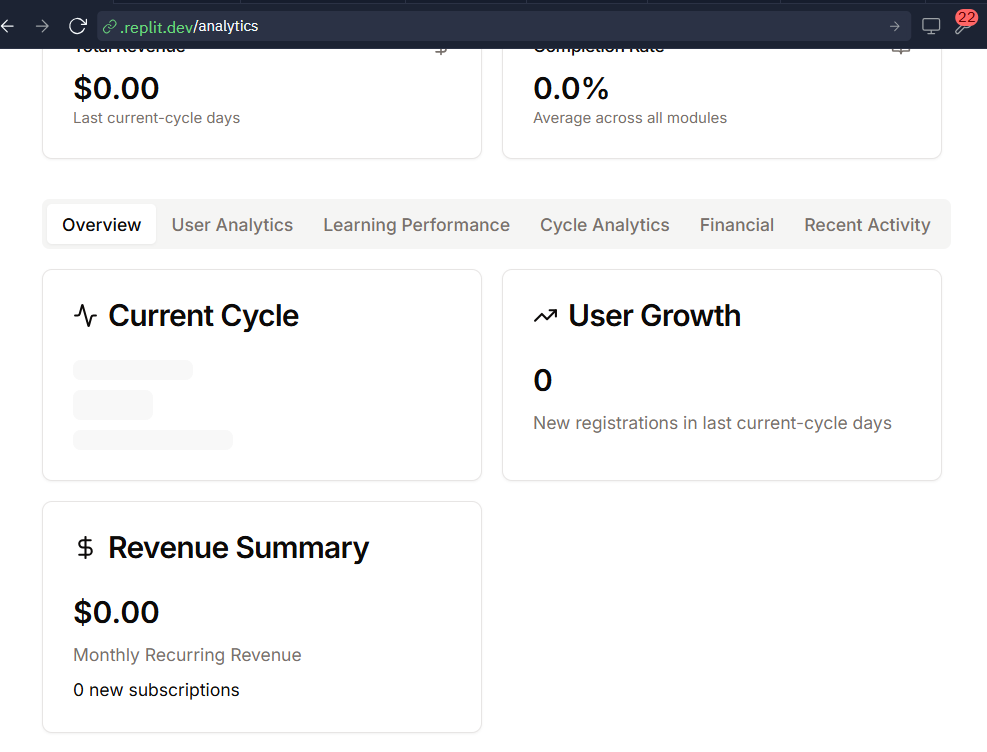 .replit.dev/analytics
22
Total Revenue
Completion Rate
$0.00
0.0%
Last current-cycle days
Average across all modules
Overview
User Analytics
Learning Performance
Cycle Analytics
Financial
Recent Activity
Current Cycle
User Growth
0
New registrations in last current-cycle days
Revenue Summary
$0.00
Monthly Recurring Revenue
0 new subscriptions